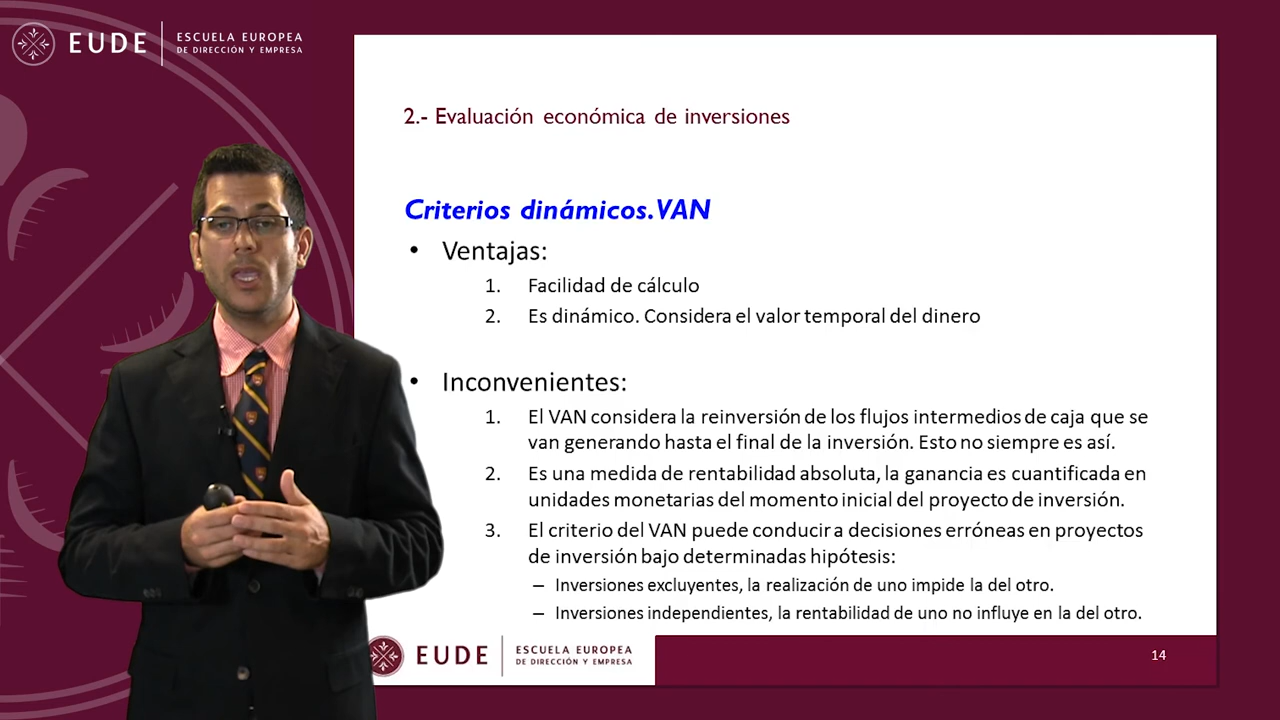 EUDE
ESCUELA EUROPEA
DE DIRECCIÓN Y EMPRESA
2.- Evaluación económica de inversiones
Criterios dinámicos.VAN
• Ventajas:
1. Facilidad de cálculo
2. Es dinámico. Considera el valor temporal del dinero
• Inconvenientes:
1. El VAN considera la reinversión de los flujos intermedios de caja que se
van generando hasta el final de la inversión. Esto no siempre es así.
2. Es una medida de rentabilidad absoluta, la ganancia es cuantificada en
unidades monetarias del momento inicial del proyecto de inversión.
3. El criterio del VAN puede conducir a decisiones erróneas en proyectos
de inversión bajo determinadas hipótesis:
– Inversiones excluyentes, la realización de uno impide la del otro.
– Inversiones independientes, la rentabilidad de uno no influye en la del otro.
EUDE
ESCUELA EUROPEA
DE DIRECCIÓN Y EMPRESA
14